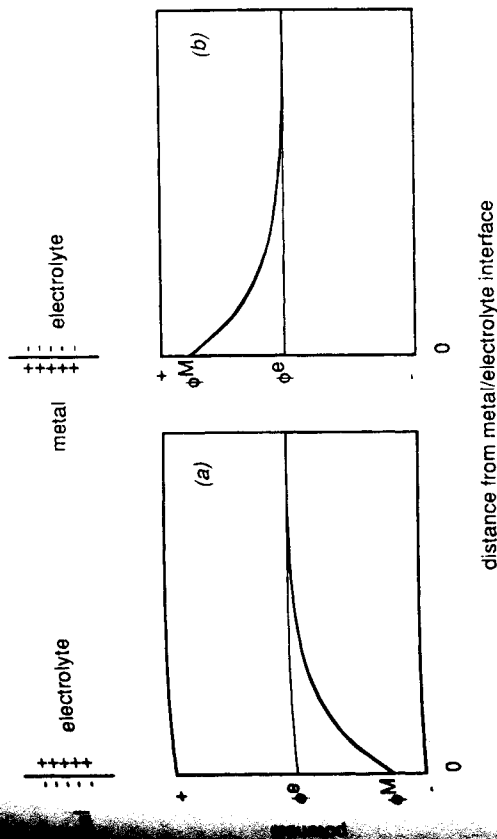 - - - - -
+ + + + +
electrolyte
metal
+ + + + +
- - - - -
electrolyte
+
(a)
ϕe
ϕM
-
0
+
(b)
ϕM
ϕe
-
0
distance from metal/electrolyte interface